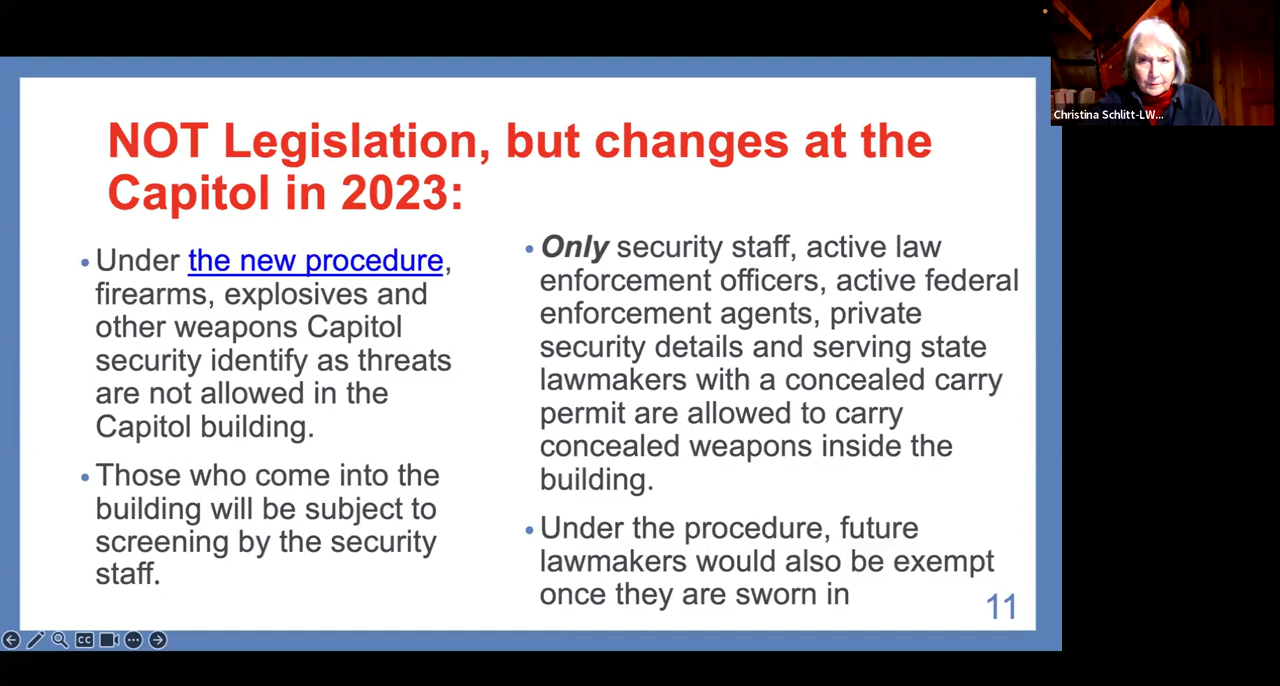 NOT Legislation, but changes at the
Capitol in 2023:
• Under the new procedure,
firearms, explosives and
other weapons Capitol
security identify as threats
are not allowed in the
Capitol building.
• Those who come into the
building will be subject to
screening by the security
staff.
• Only security staff, active law
enforcement officers, active federal
enforcement agents, private
security details and serving state
lawmakers with a concealed carry
permit are allowed to carry
concealed weapons inside the
building.
• Under the procedure, future
lawmakers would also be exempt
once they are sworn in
11
CC
Christina Schlitt-LW...